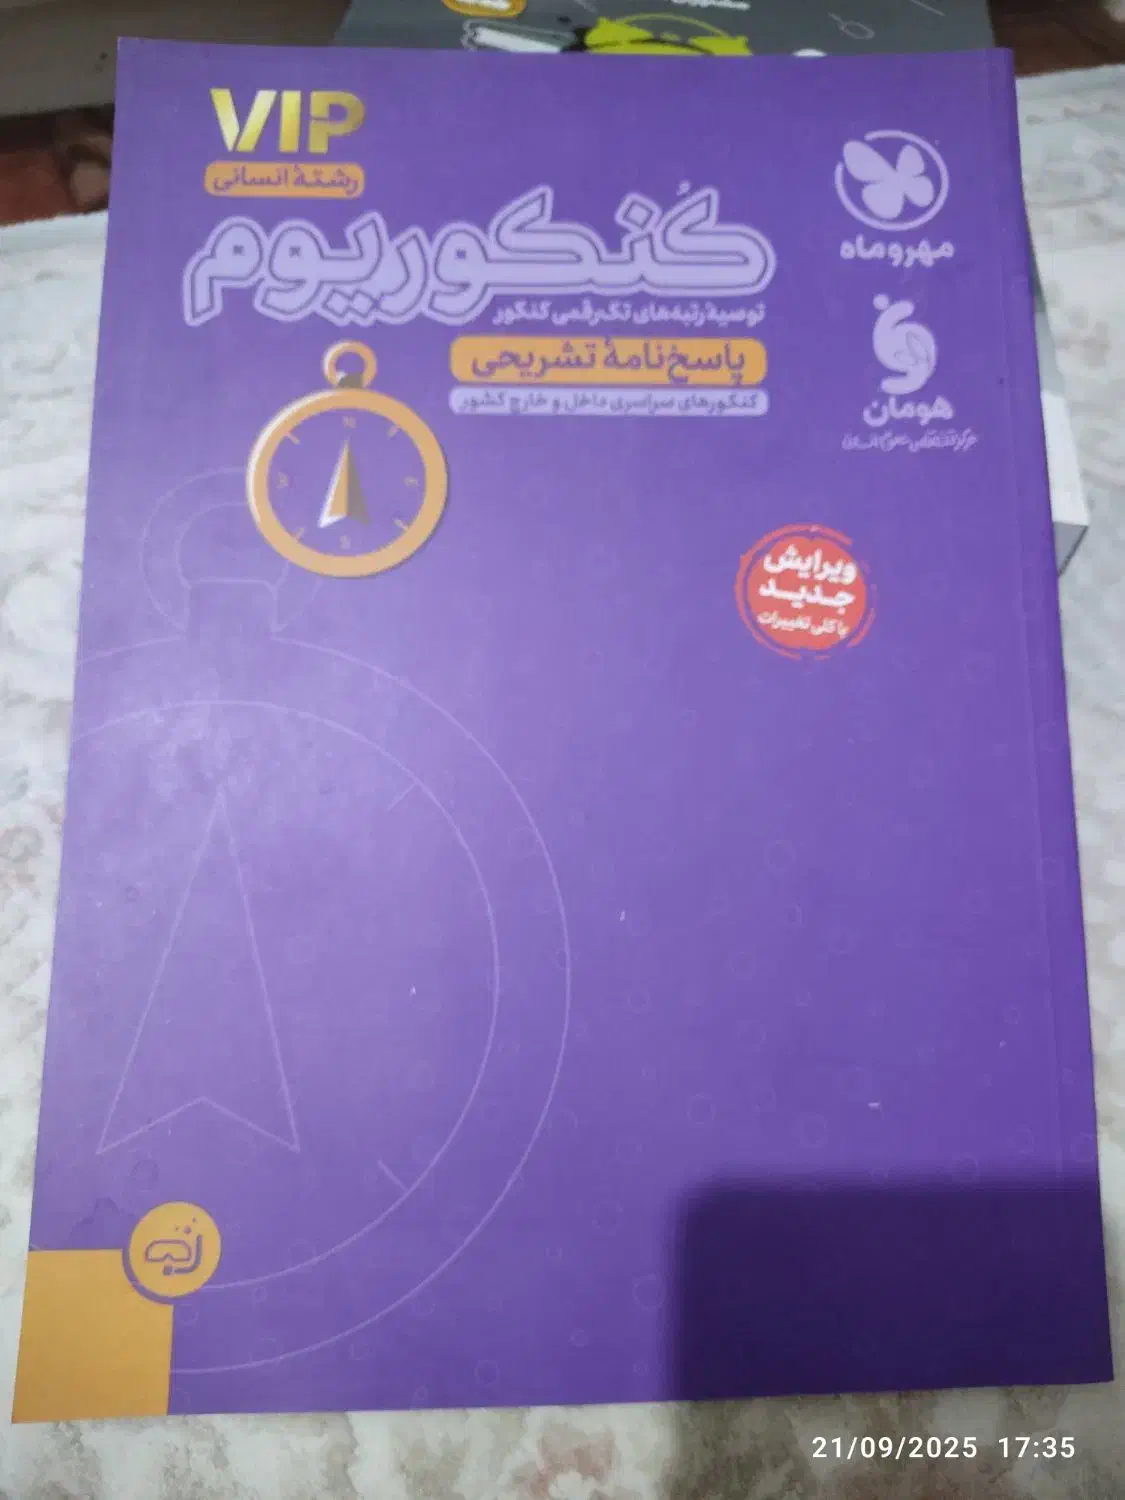 VIP
رشتهٔ انسانی
کُنکوریوم
توصیهٔ رتبه‌های تک‌رقمی کنکور
پاسخ‌نامهٔ تشریحی
کنکورهای سراسری داخل و خارج کشور
مهروماه
هومان
N
S
ویرایش
جدید
با کلی تغییرات
21/09/2025 17:35